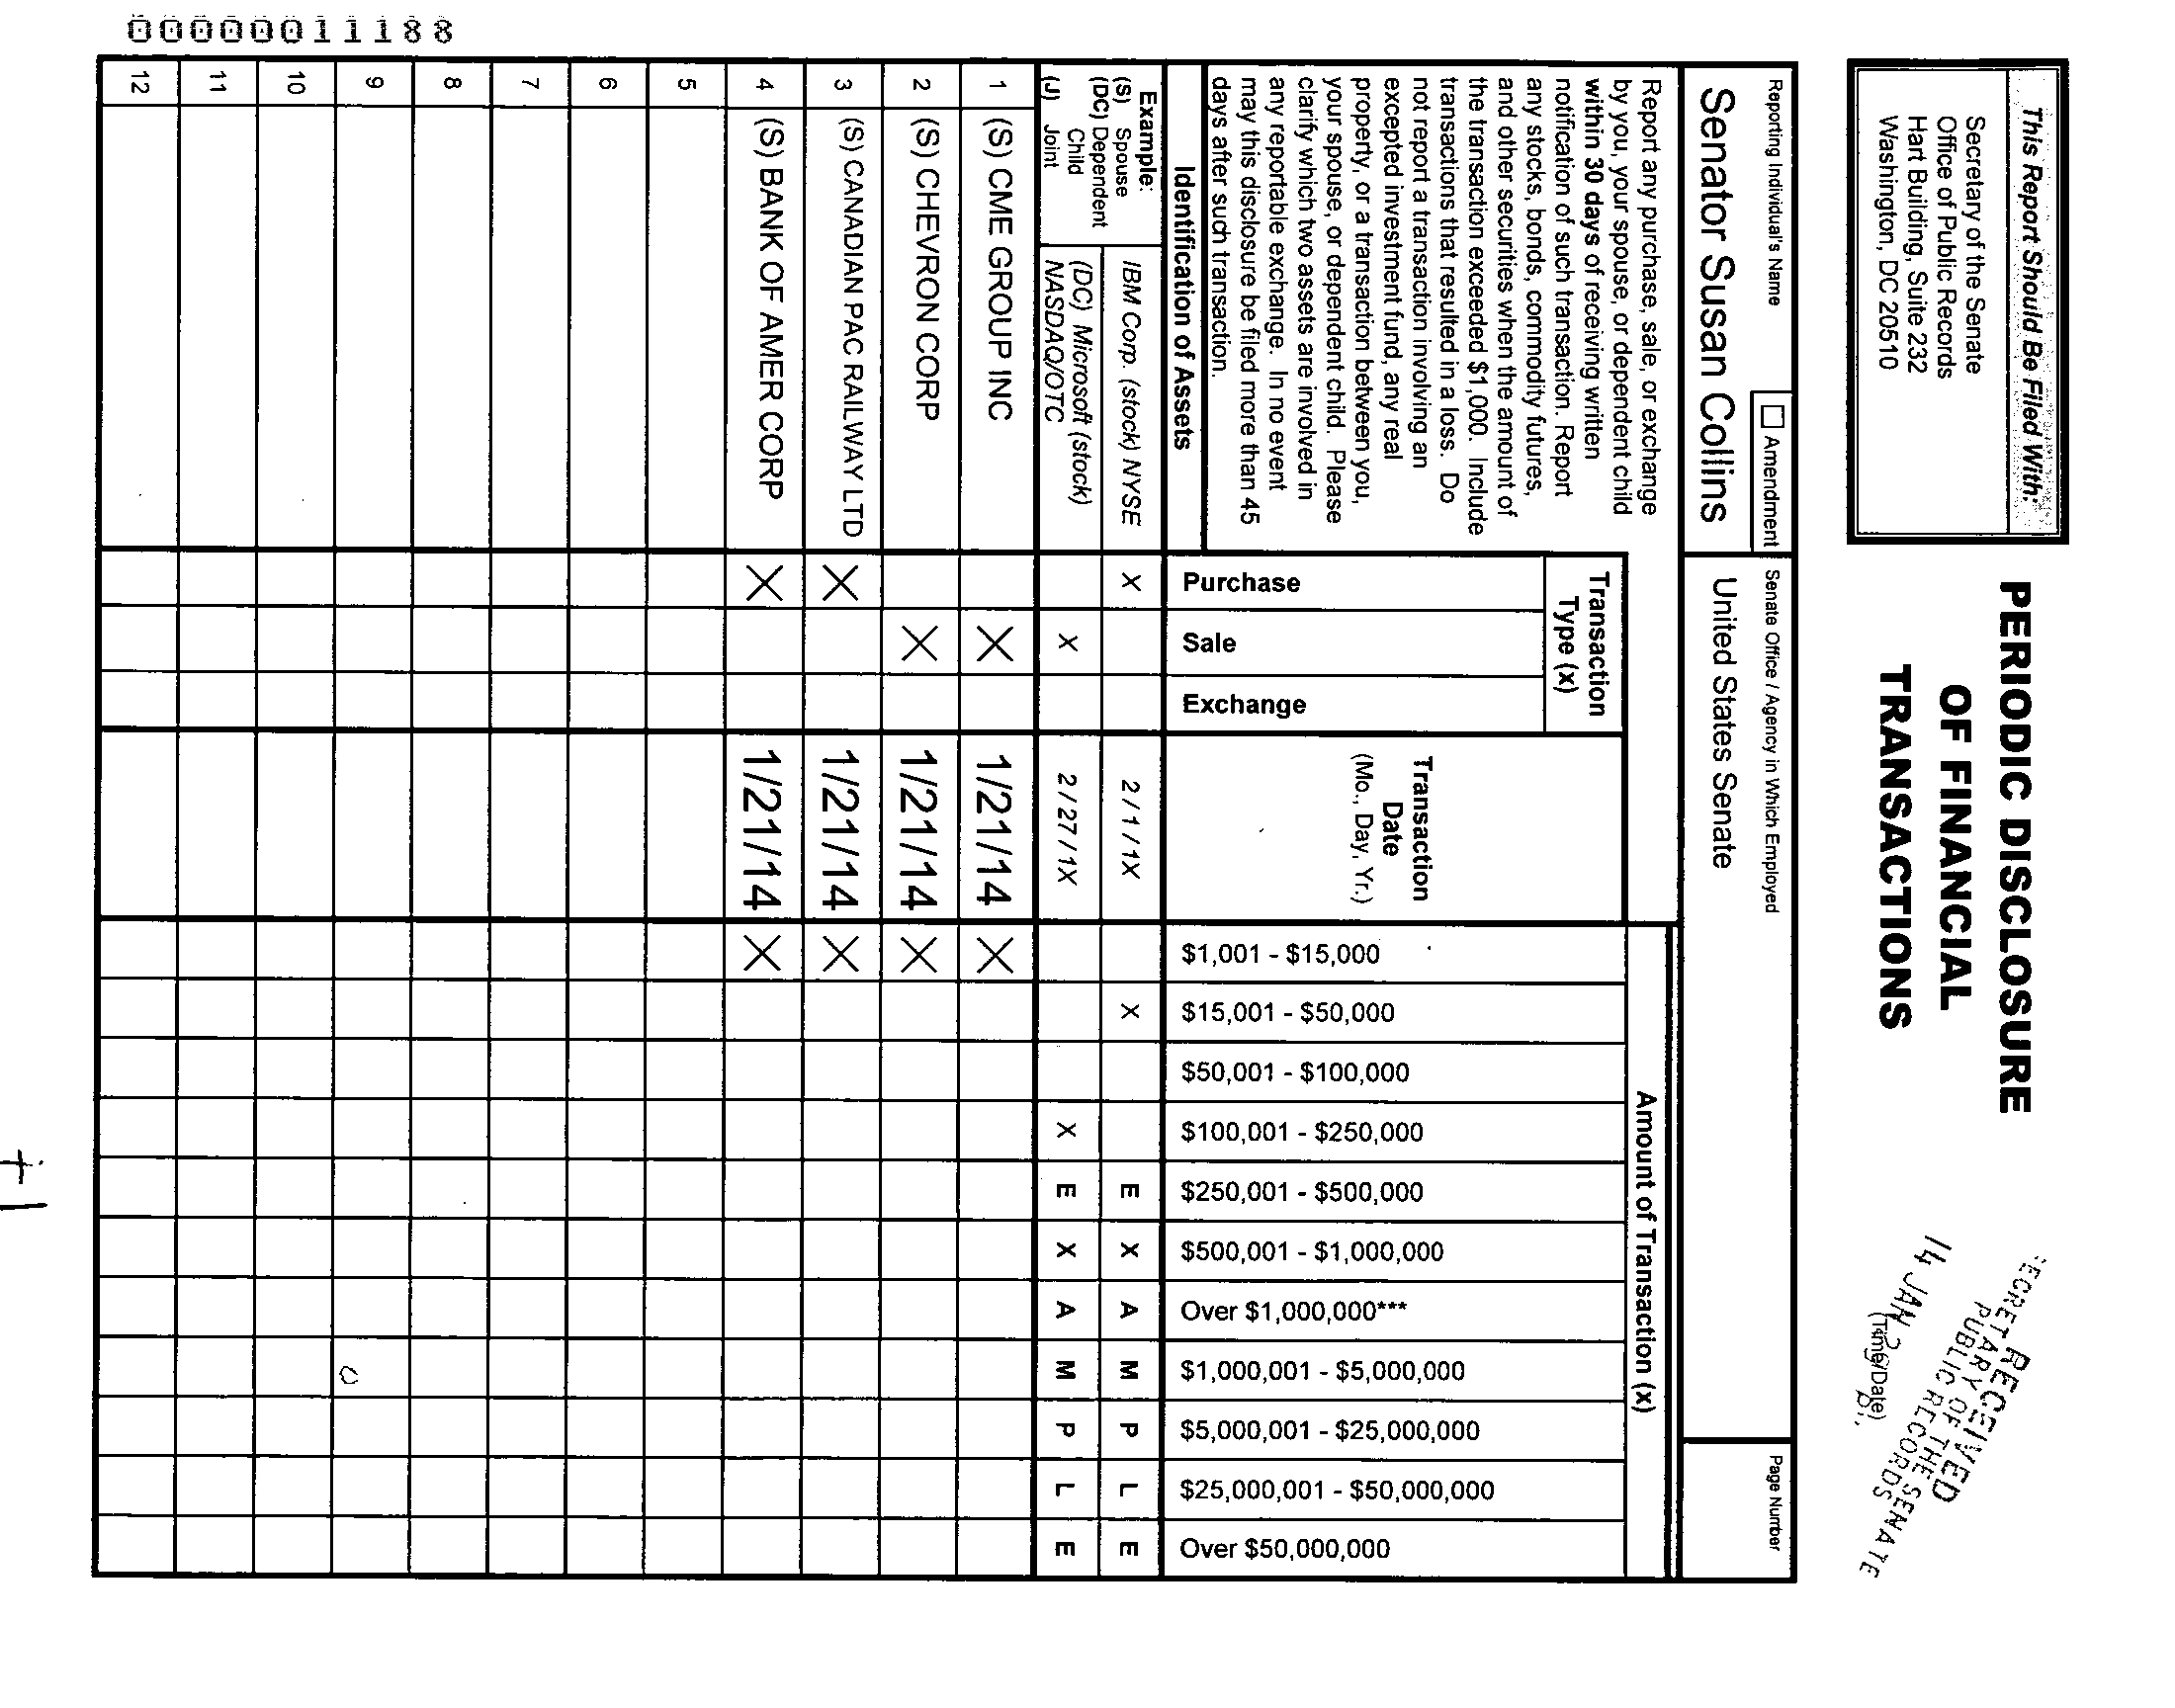 This Report Should Be Filed With:
Secretary of the Senate
Office of Public Records
Hart Building, Suite 232
Washington, DC 20510
PERIODIC DISCLOSURE
OF FINANCIAL
TRANSACTIONS
RECEIVED
SECRETARY OF THE SENATE
PUBLIC RECORDS
14 JAN
(Time/Date)
Reporting Individual's Name
Amendment
Senate Office / Agency in Which Employed
Page Number
Senator Susan Collins
United States Senate
Report any purchase, sale, or exchange
by you, your spouse, or dependent child
within 30 days of receiving written
notification of such transaction. Report
any stocks, bonds, commodity futures,
and other securities when the amount of
the transaction exceeded $1,000. Include
transactions that resulted in a loss. Do
not report a transaction involving an
excepted investment fund, any real
property, or a transaction between you,
your spouse, or dependent child. Please
clarify which two assets are involved in
any reportable exchange. In no event
may this disclosure be filed more than 45
days after such transaction.
Identification of Assets
Transaction
Type (x)
Purchase
Sale
Exchange
Transaction
Date
(Mo., Day, Yr.)
Amount of Transaction (x)
$1,001 - $15,000
$15,001 - $50,000
$50,001 - $100,000
$100,001 - $250,000
$250,001 - $500,000
$500,001 - $1,000,000
Over $1,000,000***
$1,000,001 - $5,000,000
$5,000,001 - $25,000,000
$25,000,001 - $50,000,000
Over $50,000,000
Example:
(S) Spouse
(DC) Dependent
Child
(J) Joint
IBM Corp. (stock) NYSE X 2 / 1 / 1X X E X A M P L E
(DC) Microsoft (stock)
NASDAQ/OTC X 2 / 27 / 1X X E X A M P L E
1 (S) CME GROUP INC X 1/21/14 X
2 (S) CHEVRON CORP X 1/21/14 X
3 (S) CANADIAN PAC RAILWAY LTD X 1/21/14 X
4 (S) BANK OF AMER CORP X 1/21/14 X
5
6
7
8
9
10
11
12
00000011188